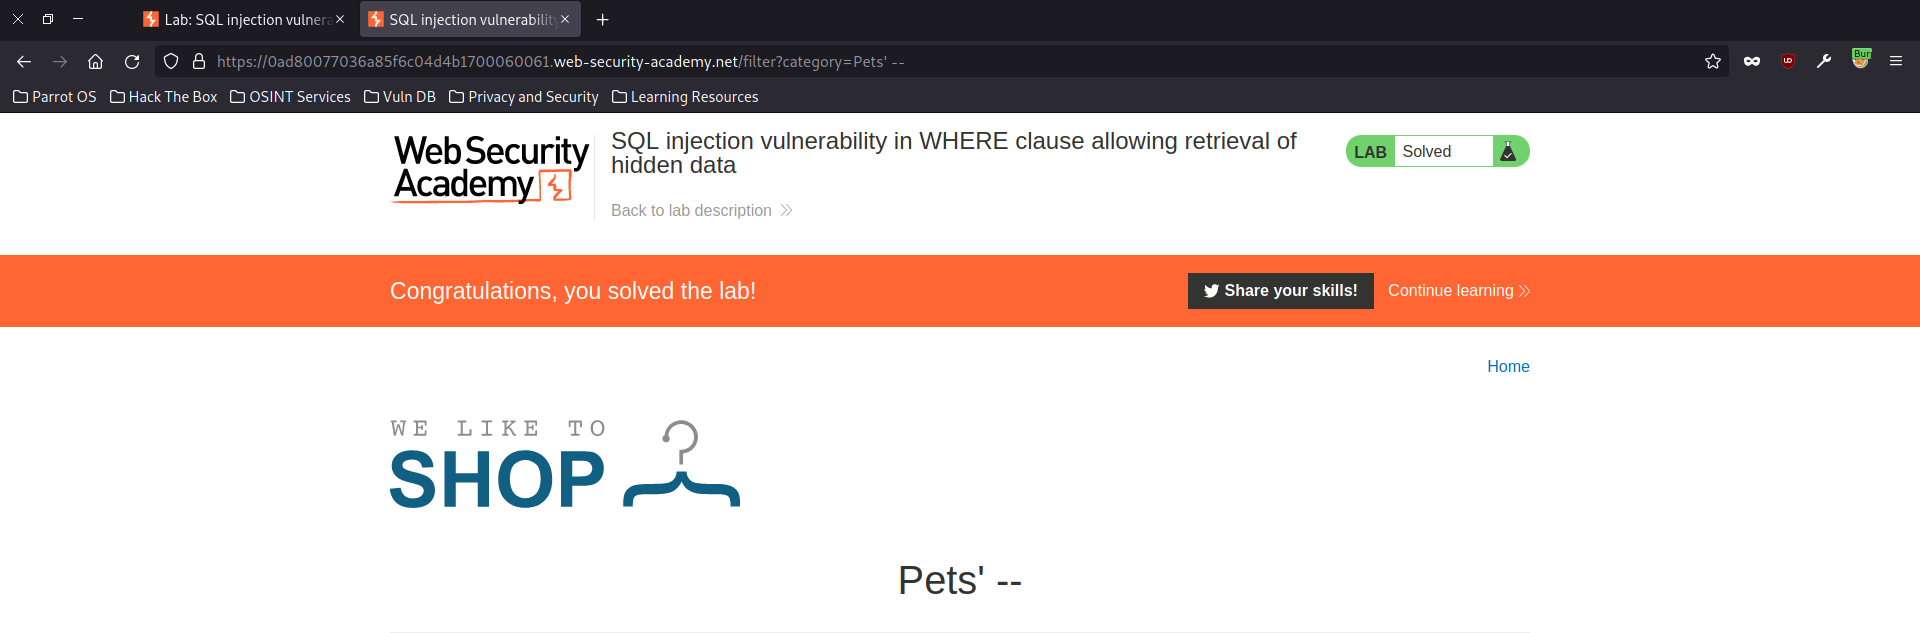 Lab: SQL injection vulnera
SQL injection vulnerability
https://0ad80077036a85f6c04d4b1700060061.web-security-academy.net/filter?category=Pets' --
Bur
Parrot OS
Hack The Box
OSINT Services
Vuln DB
Privacy and Security
Learning Resources
Web Security
Academy
SQL injection vulnerability in WHERE clause allowing retrieval of
hidden data
Back to lab description
LAB
Solved
Congratulations, you solved the lab!
Share your skills!
Continue learning
Home
WE LIKE TO
SHOP
Pets' --